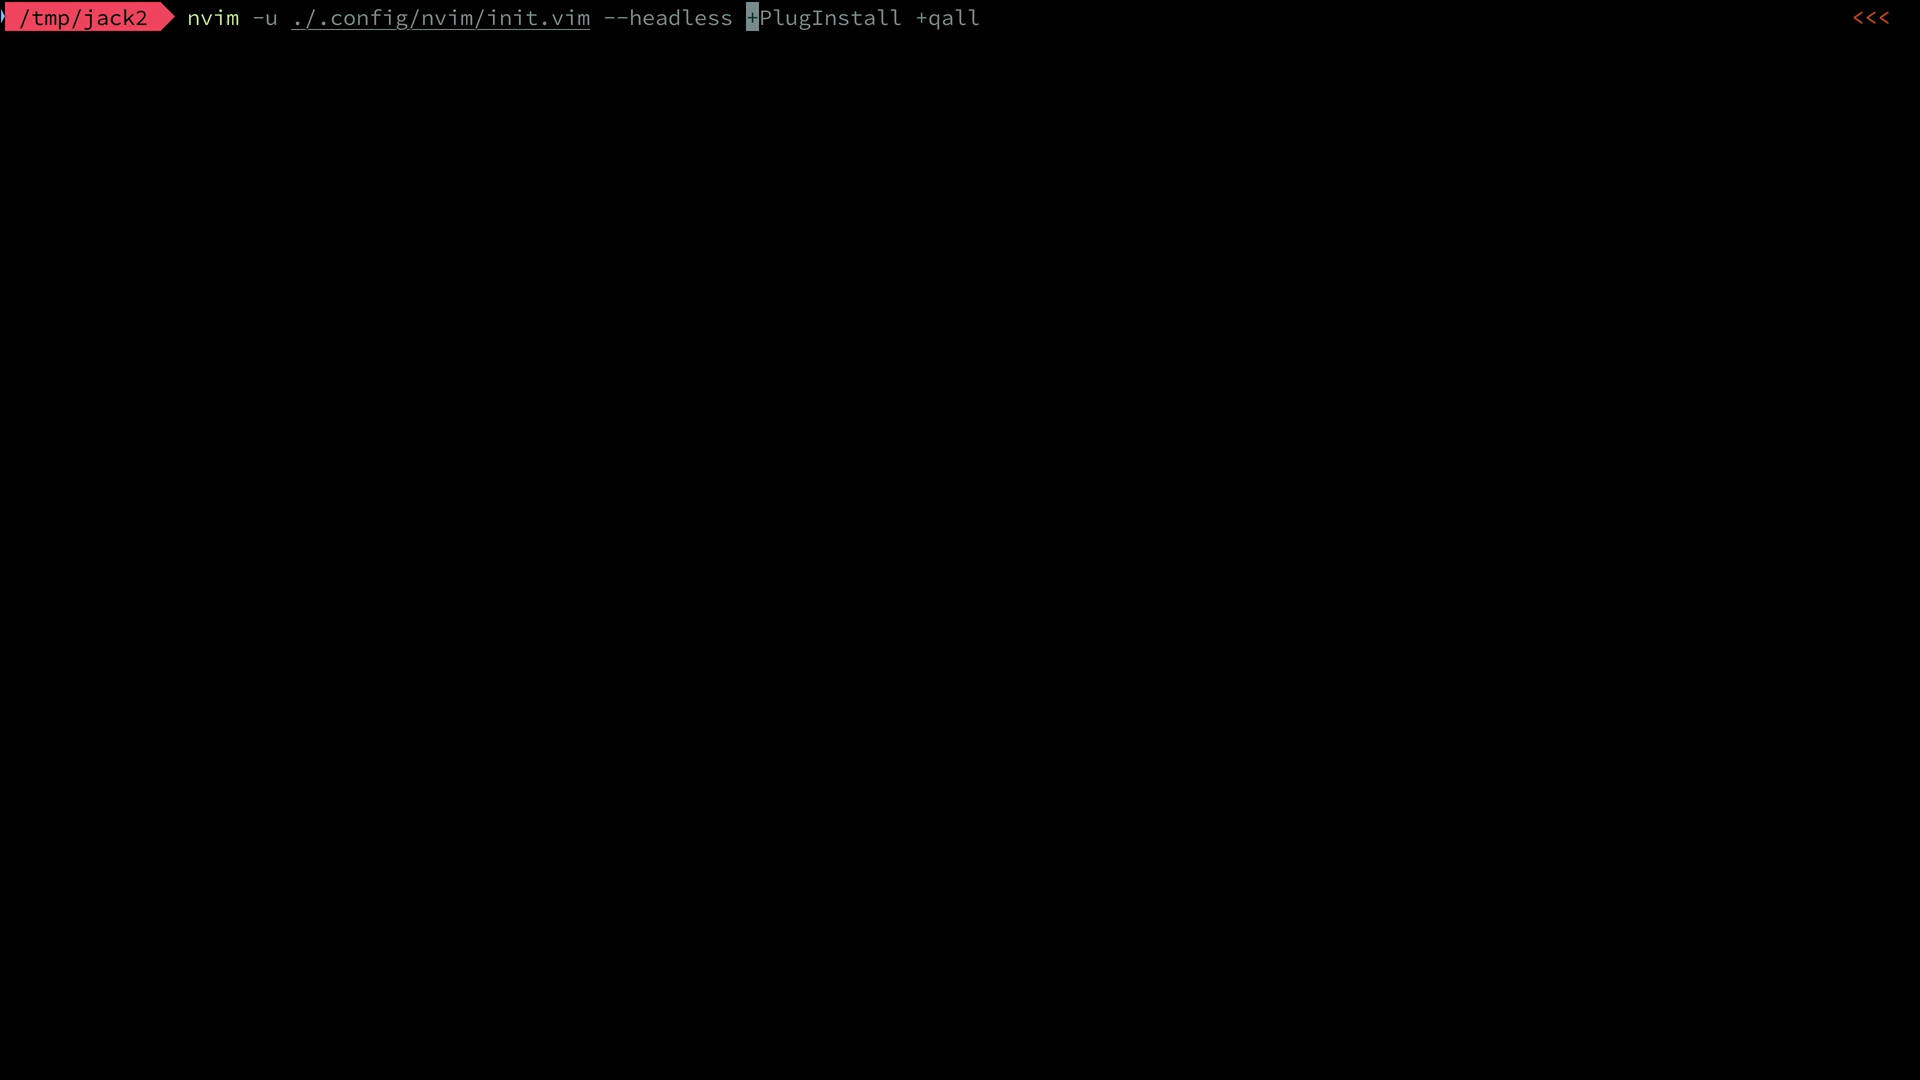 /tmp/jack2 nvim -u ./.config/nvim/init.vim --headless +PlugInstall +qall <<<